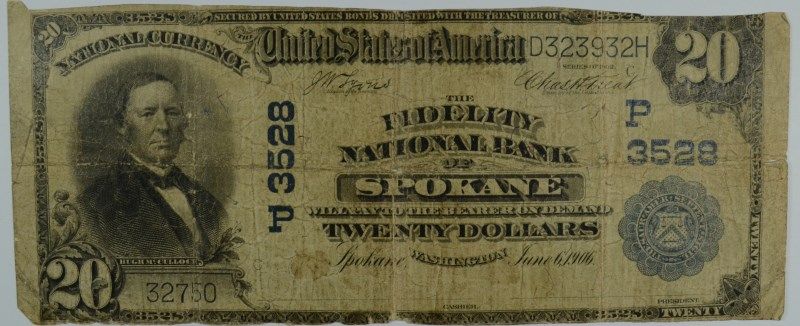 SECURED BY UNITED STATES BONDS DEPOSITED WITH THE TREASURER OF
20
NATIONAL CURRENCY
United States of America
D323932H
20
SERIES OF 1902
THE
FIDELITY
NATIONAL BANK
OF
SPOKANE
P
3528
P 3528
WILL PAY TO THE BEARER ON DEMAND
TWENTY DOLLARS
Spokane WASHINGTON June 6, 1906
HUGH McCULLOCH
20
32750
3528
CASHIER
PRESIDENT
TWENTY